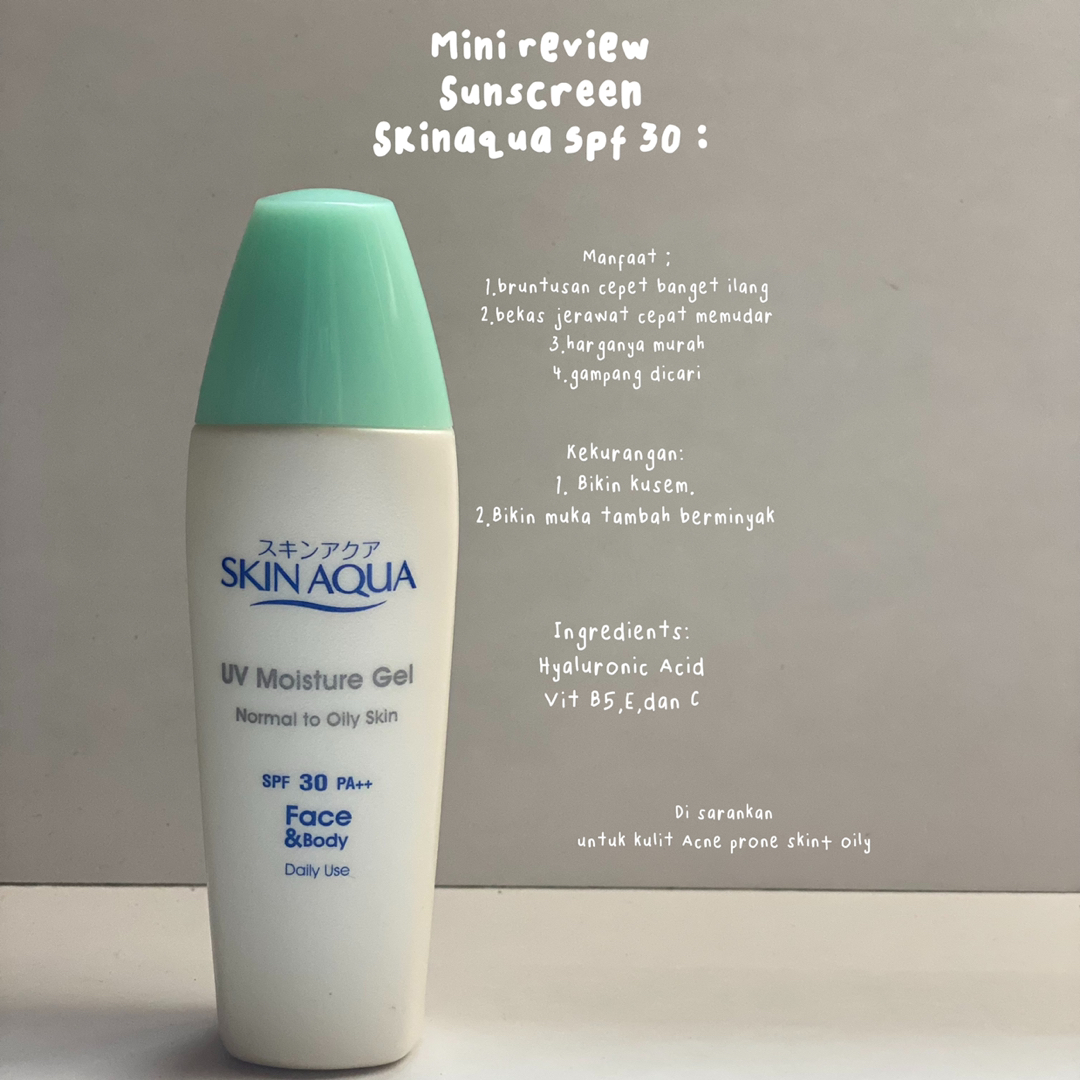 Mini review
Sunscreen
Skinaqua spf 30 :
Manfaat ;
1.bruntusan cepet banget ilang
2.bekas jerawat cepat memudar
3.harganya murah
4.gampang dicari
Kekurangan:
1. Bikin kusem.
2.Bikin muka tambah berminyak
Ingredients:
Hyaluronic Acid
Vit B5,E,dan C
Di sarankan
untuk kulit Acne prone skin+ oily
スキンアクア
SKIN AQUA
UV Moisture Gel
Normal to Oily Skin
SPF 30 PA++
Face
&Body
Daily Use